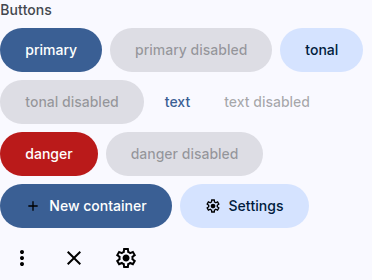 Buttons
primary primary disabled tonal
tonal disabled text text disabled
danger danger disabled
+ New container Settings